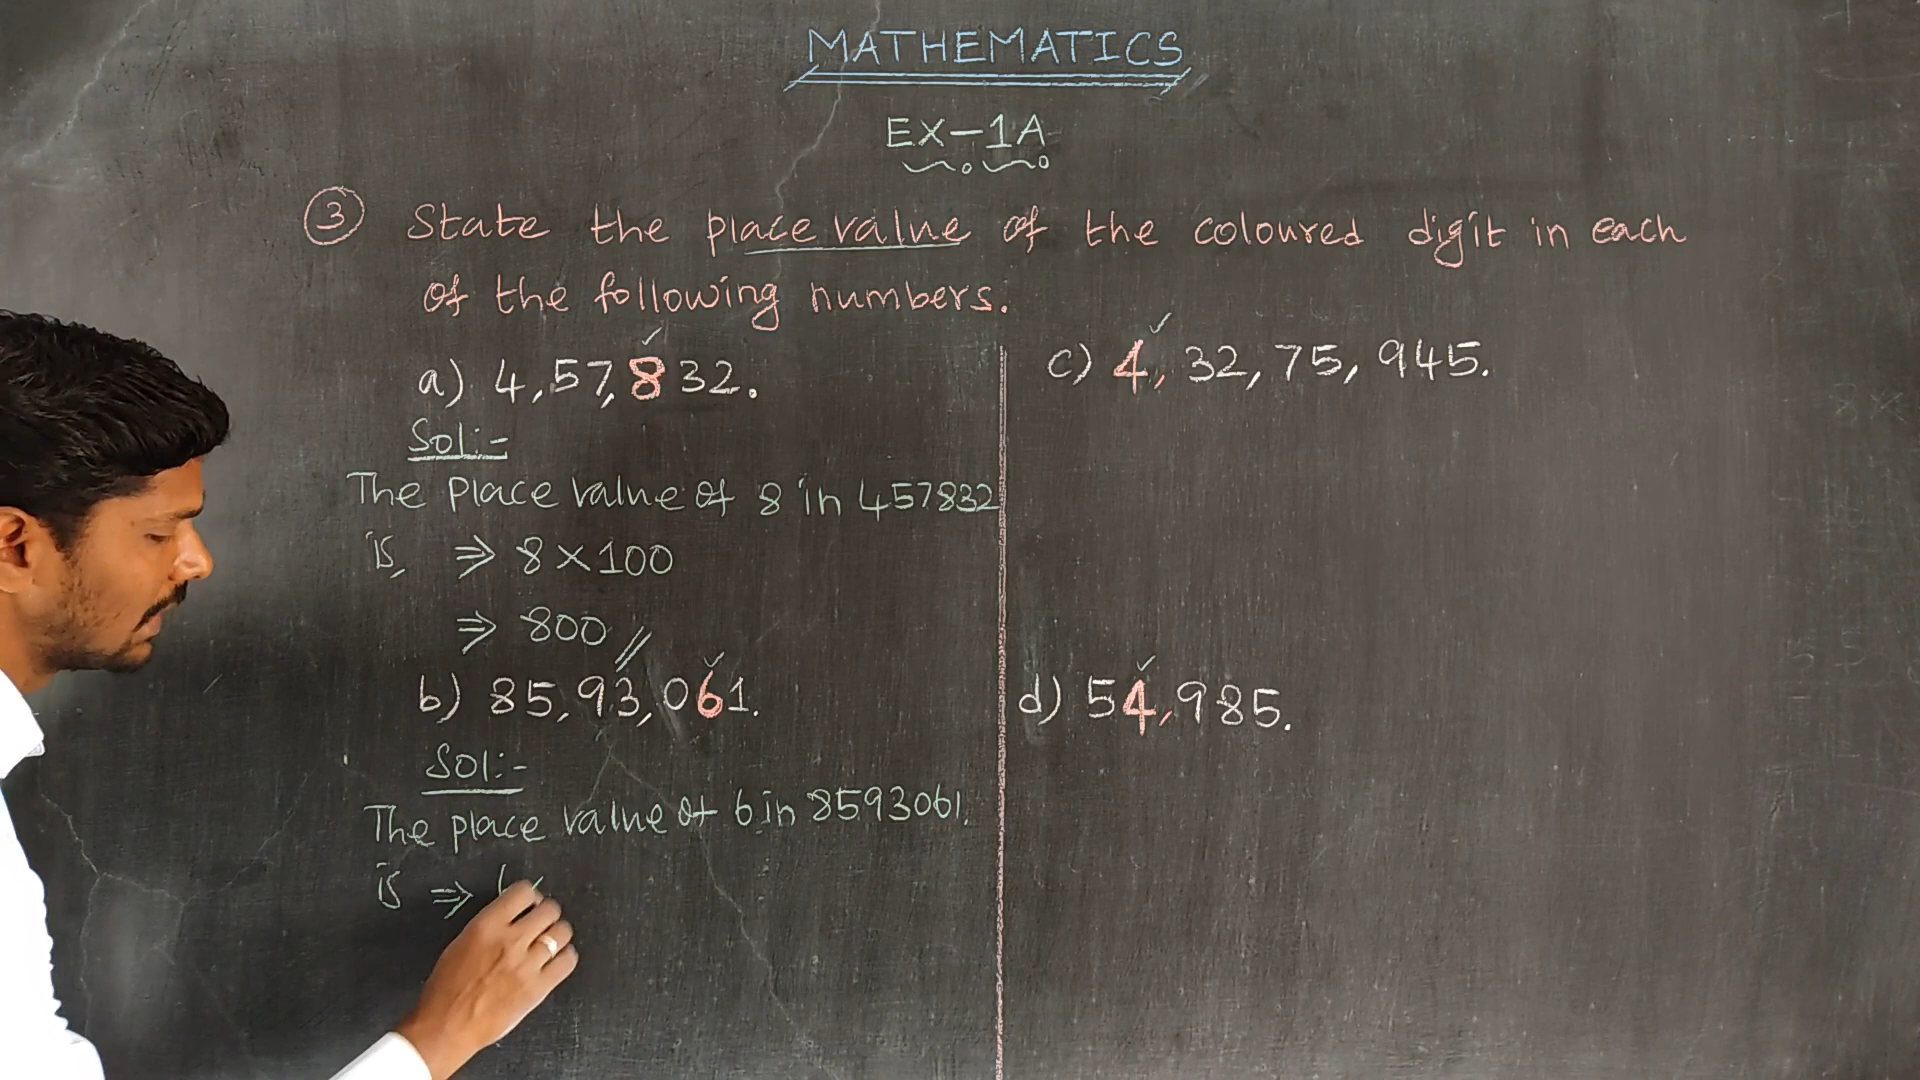 MATHEMATICS
EX-1A
③ State the place value of the coloured digit in each
of the following numbers.
a) 4,57,832.
Sol:-
The place value of 8 in 457832
is, ⇒ 8×100
⇒ 800 //
b) 85,93,061.
Sol:-
The place value of 6 in 8593061.
is ⇒
c) 4,32,75,945.
d) 54,985.